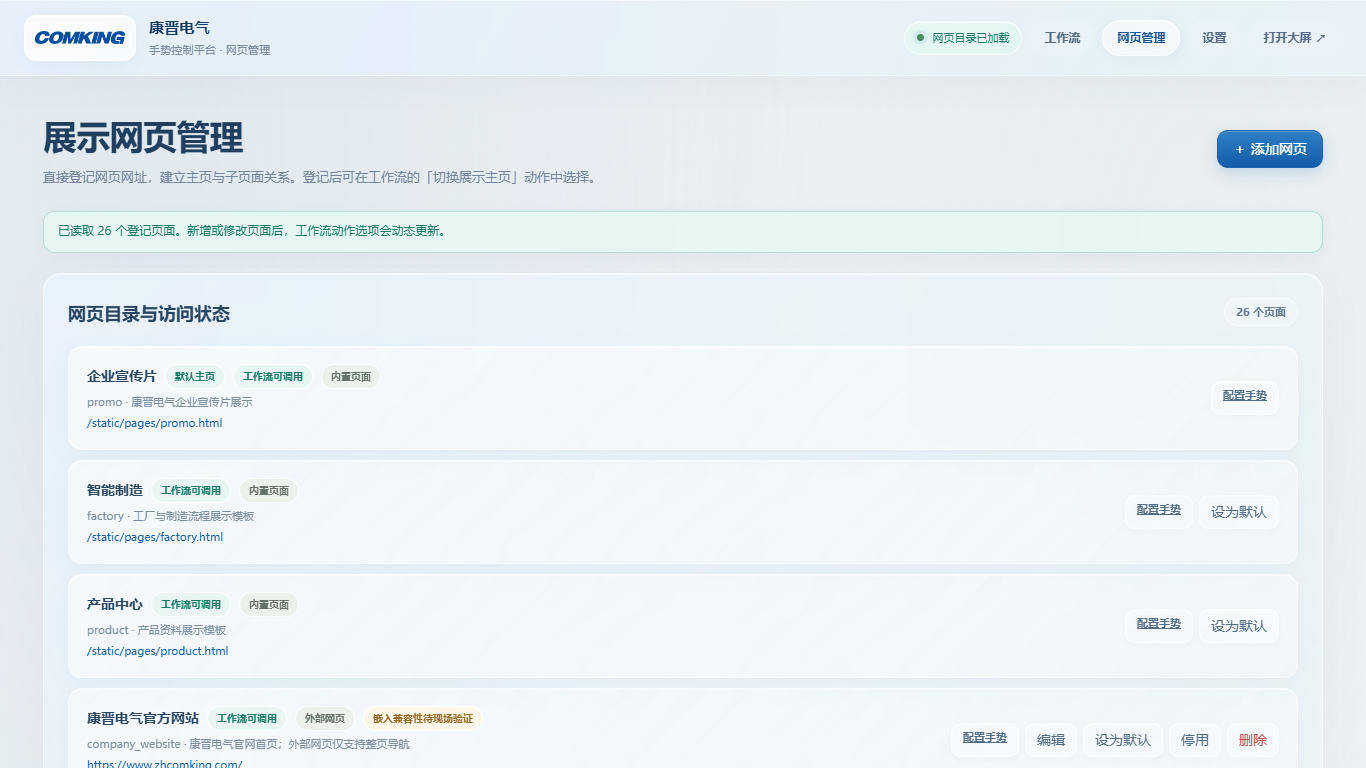 COMKING
康晋电气
手势控制平台 · 网页管理
网页目录已加载
工作流
网页管理
设置
打开大屏 ↗
展示网页管理
直接登记网页网址，建立主页与子页面关系。登记后可在工作流的「切换展示主页」动作中选择。
+ 添加网页
已读取 26 个登记页面。新增或修改页面后，工作流动作选项会动态更新。
网页目录与访问状态
26 个页面
企业宣传片 默认主页 工作流可调用 内置页面
promo · 康晋电气企业宣传片展示
/static/pages/promo.html
配置手势
智能制造 工作流可调用 内置页面
factory · 工厂与制造流程展示模板
/static/pages/factory.html
配置手势 设为默认
产品中心 工作流可调用 内置页面
product · 产品资料展示模板
/static/pages/product.html
配置手势 设为默认
康晋电气官方网站 工作流可调用 外部网页 嵌入兼容性待现场验证
company_website · 康晋电气官网首页；外部网页仅支持整页导航
https://www.zhcomking.com/
配置手势 编辑 设为默认 停用 删除